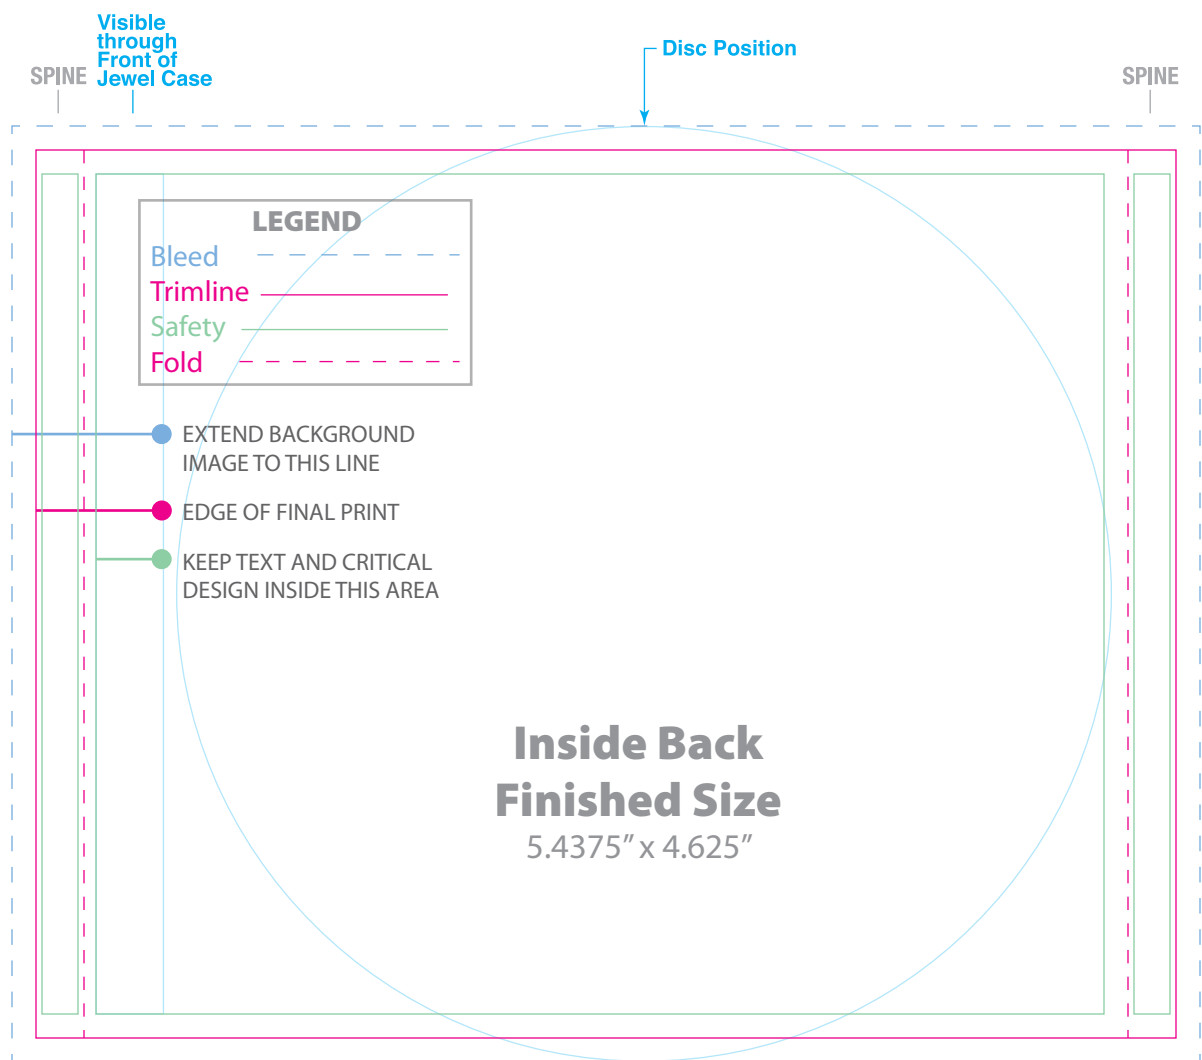 Visible
through
Front of
Jewel Case
SPINE
Disc Position
SPINE
LEGEND
Bleed
Trimline
Safety
Fold
EXTEND BACKGROUND
IMAGE TO THIS LINE
EDGE OF FINAL PRINT
KEEP TEXT AND CRITICAL
DESIGN INSIDE THIS AREA
Inside Back
Finished Size
5.4375” x 4.625”